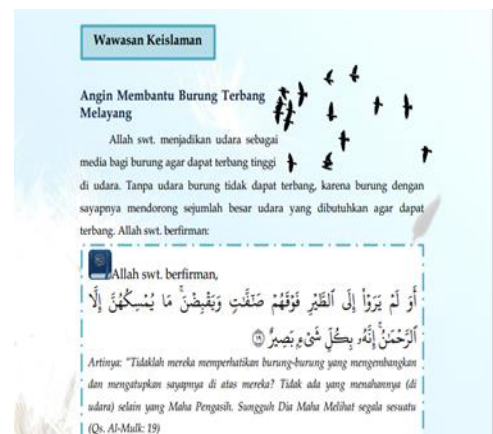 Wawasan Keislaman
Angin Membantu Burung Terbang
Melayang
Allah swt. menjadikan udara sebagai
media bagi burung agar dapat terbang tinggi
di udara. Tanpa udara burung tidak dapat terbang, karena burung dengan
sayapnya mendorong sejumlah besar udara yang dibutuhkan agar dapat
terbang. Allah swt. berfirman:
Allah swt. berfirman,
أَوَ لَمْ يَرَوْاْ إِلَى ٱلطَّيْرِ فَوْقَهُمْ صَٰٓفَّٰتٍ وَيَقْبِضْنَۚ مَا يُمْسِكُهُنَّ إِلَّا
ٱلرَّحْمَٰنُۚ إِنَّهُۥ بِكُلِّ شَىْءٍۭ بَصِيرٌ ١٩
Artinya: "Tidaklah mereka memperhatikan burung-burung yang mengembangkan
dan mengatupkan sayapnya di atas mereka? Tidak ada yang menahannya (di
udara) selain yang Maha Pengasih. Sungguh Dia Maha Melihat segala sesuatu
(Qs. Al-Mulk: 19)